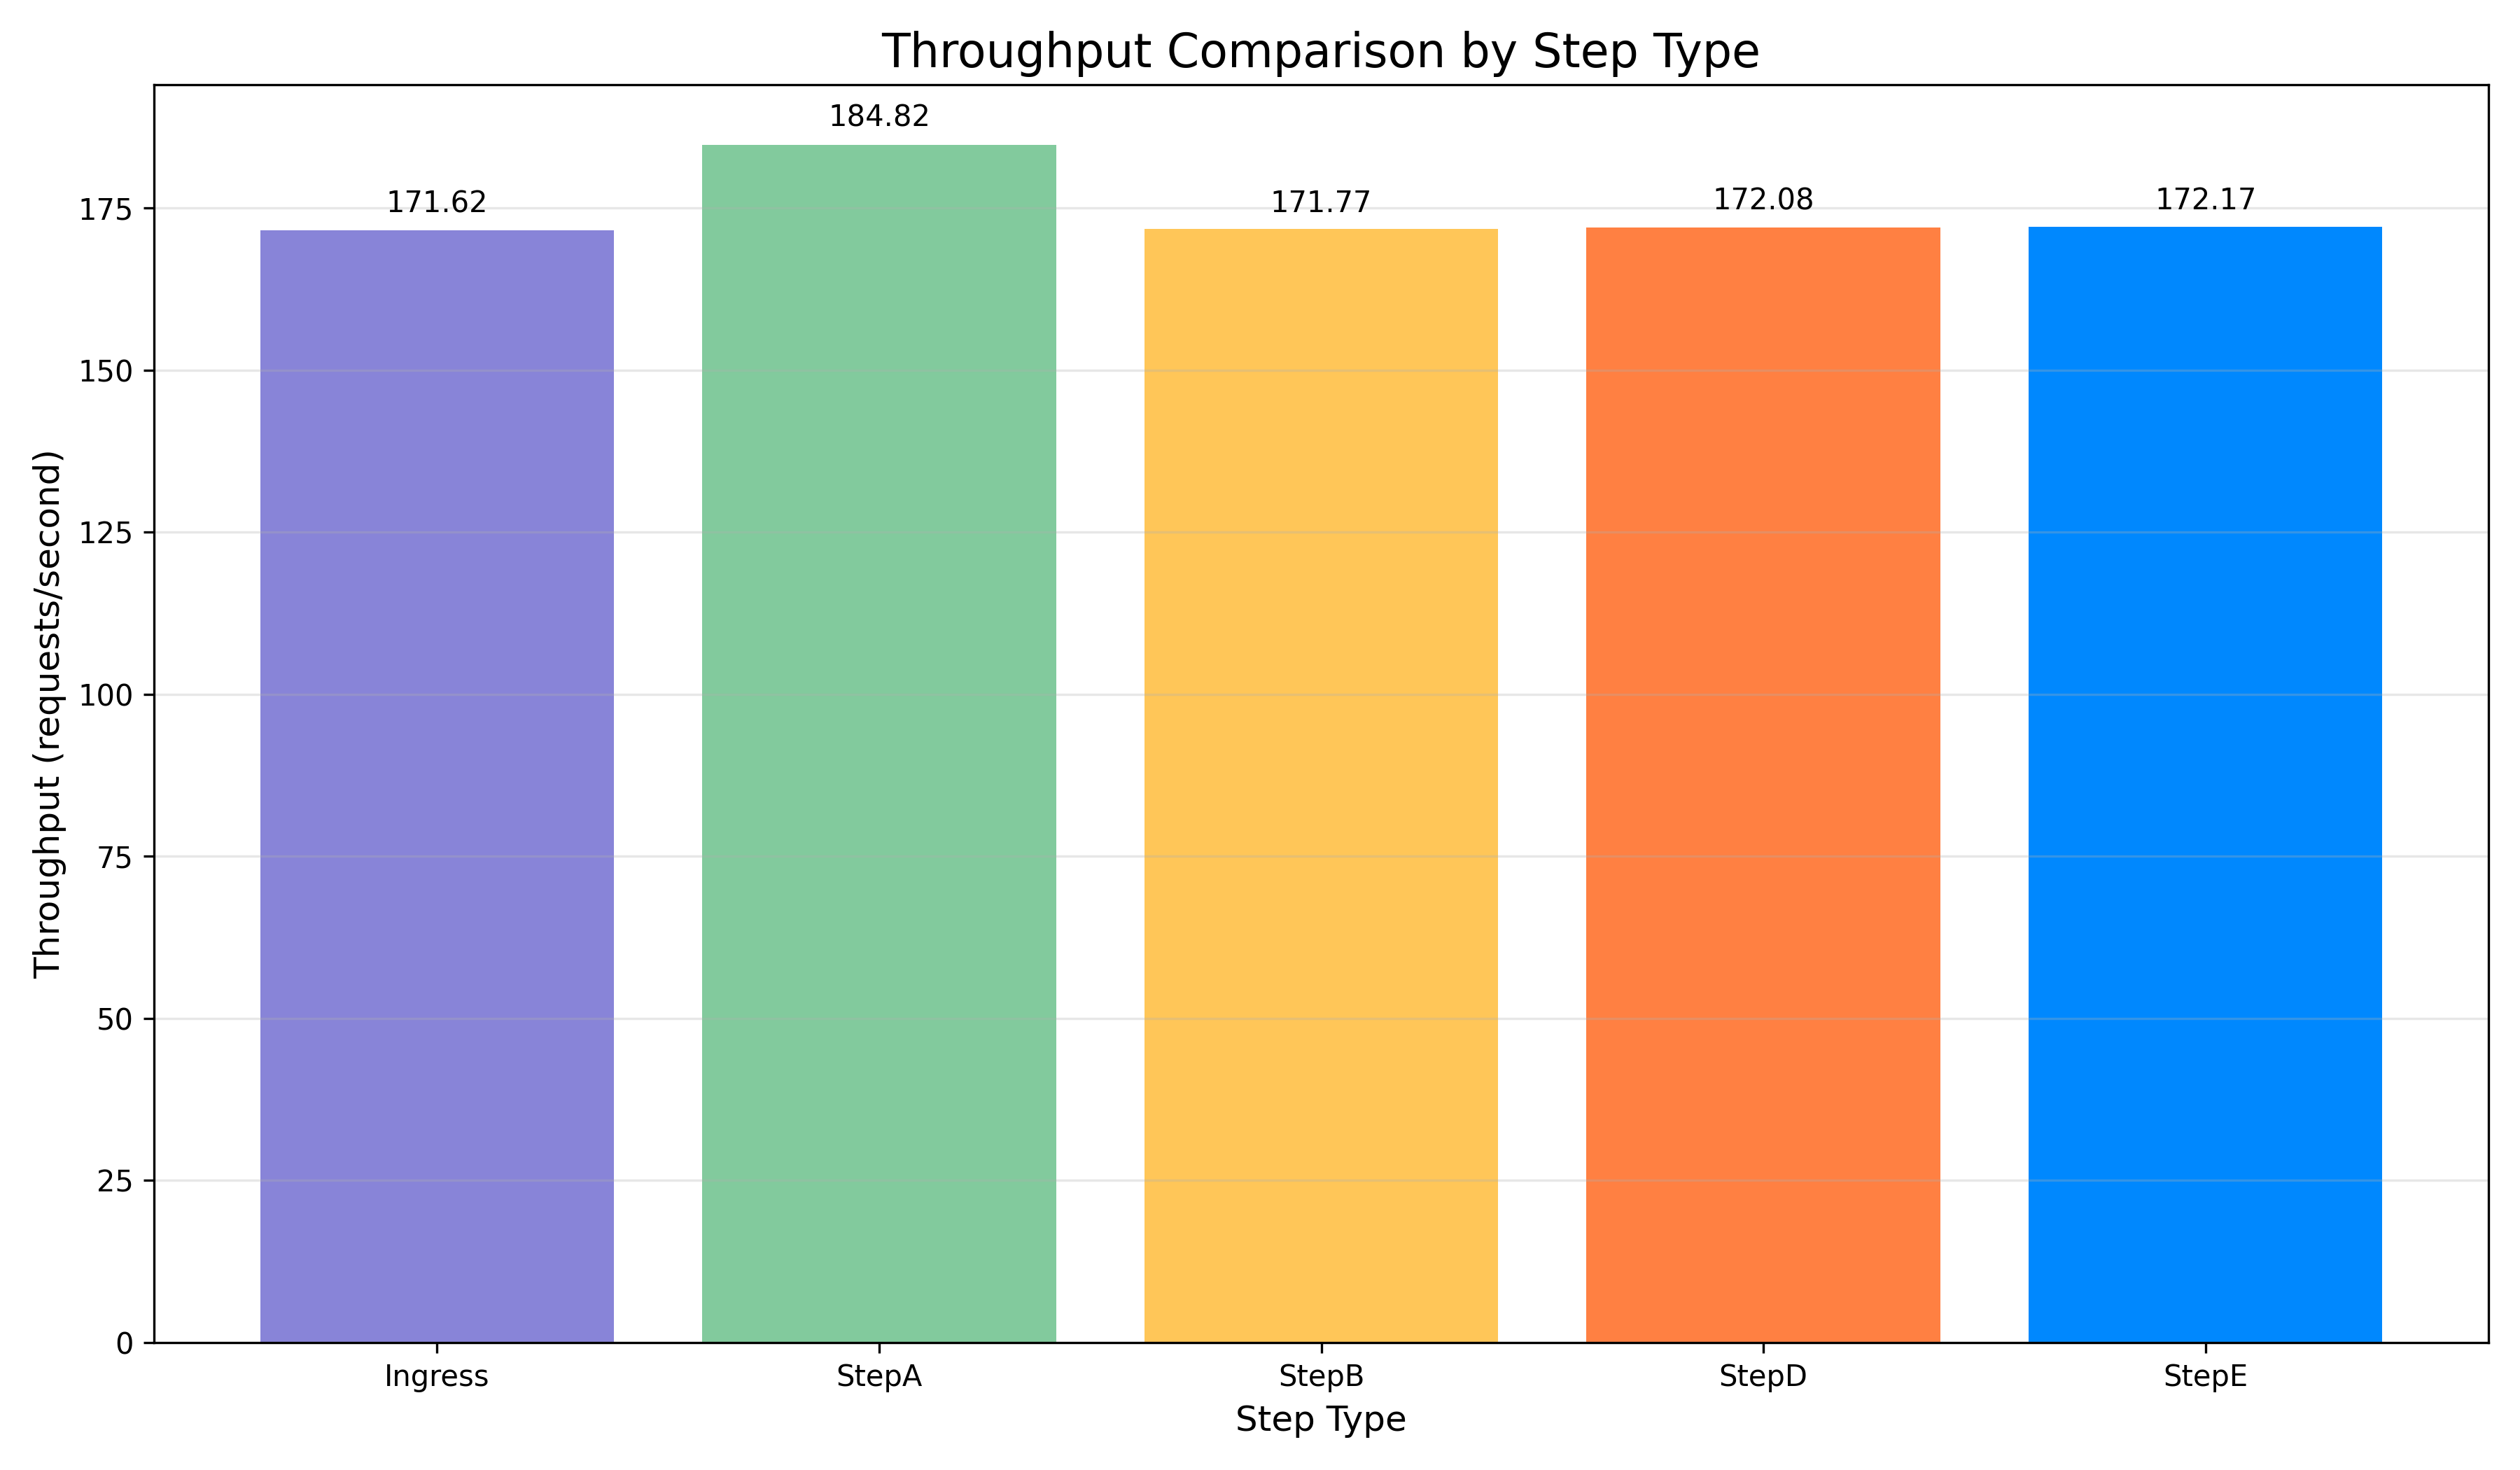 Throughput Comparison by Step Type
184.82
171.62
171.77
172.08
172.17
175
150
125
100
75
50
25
0
Throughput (requests/second)
Ingress
StepA
StepB
StepD
StepE
Step Type